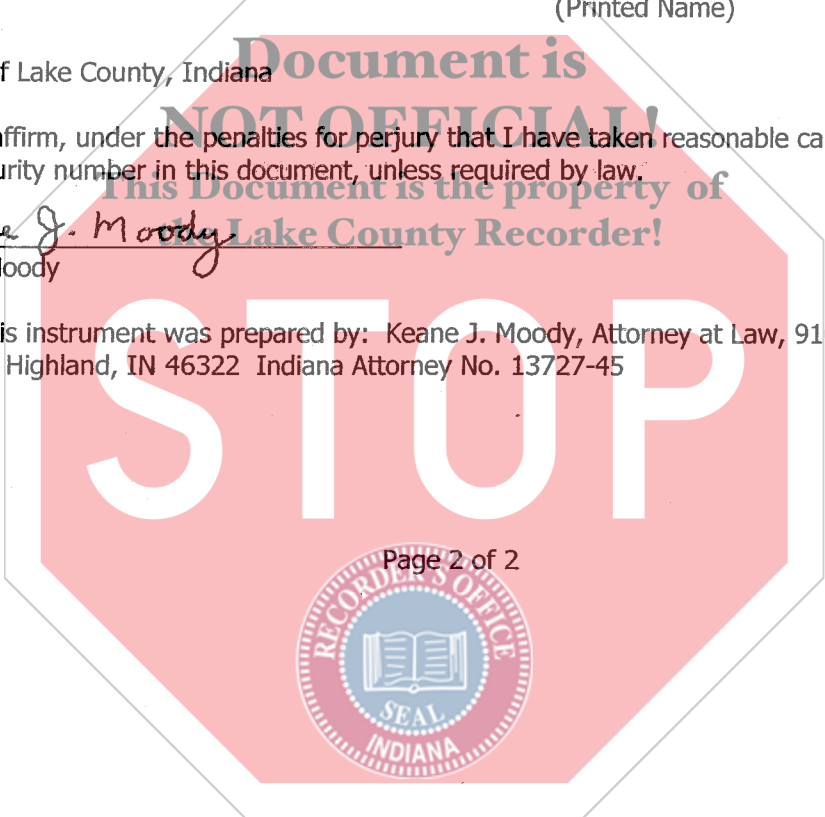 (Printed Name)
f Lake County, Indiana
Document is
NOT OFFICIAL!
ffirm, under the penalties for perjury that I have taken reasonable ca
urity number in this document, unless required by law.
This Document is the property of
the Lake County Recorder!
e J. Moody
oody
is instrument was prepared by: Keane J. Moody, Attorney at Law, 91
Highland, IN 46322 Indiana Attorney No. 13727-45
STOP
Page 2 of 2
RECORDER'S OFFICE
SEAL
INDIANA